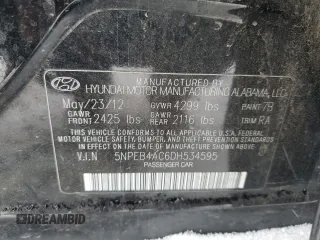 MANUFACTURED BY
HYUNDAI MOTOR MANUFACTURING ALABAMA, LLC
May/23/12 GVWR 4299 lbs PAINT 7B
GAWR FRONT 2425 lbs GAWR REAR 2116 lbs TRIM RA
THIS VEHICLE CONFORMS TO ALL APPLICABLE U.S.A. FEDERAL
MOTOR VEHICLE SAFETY, BUMPER, AND
THEFT PREVENTION STANDARDS IN EFFECT ON THE DATE OF
MANUFACTURE SHOWN ABOVE.
V.I.N 5NPEB4AC6DH534595
PASSENGER CAR
© STATCARFAX